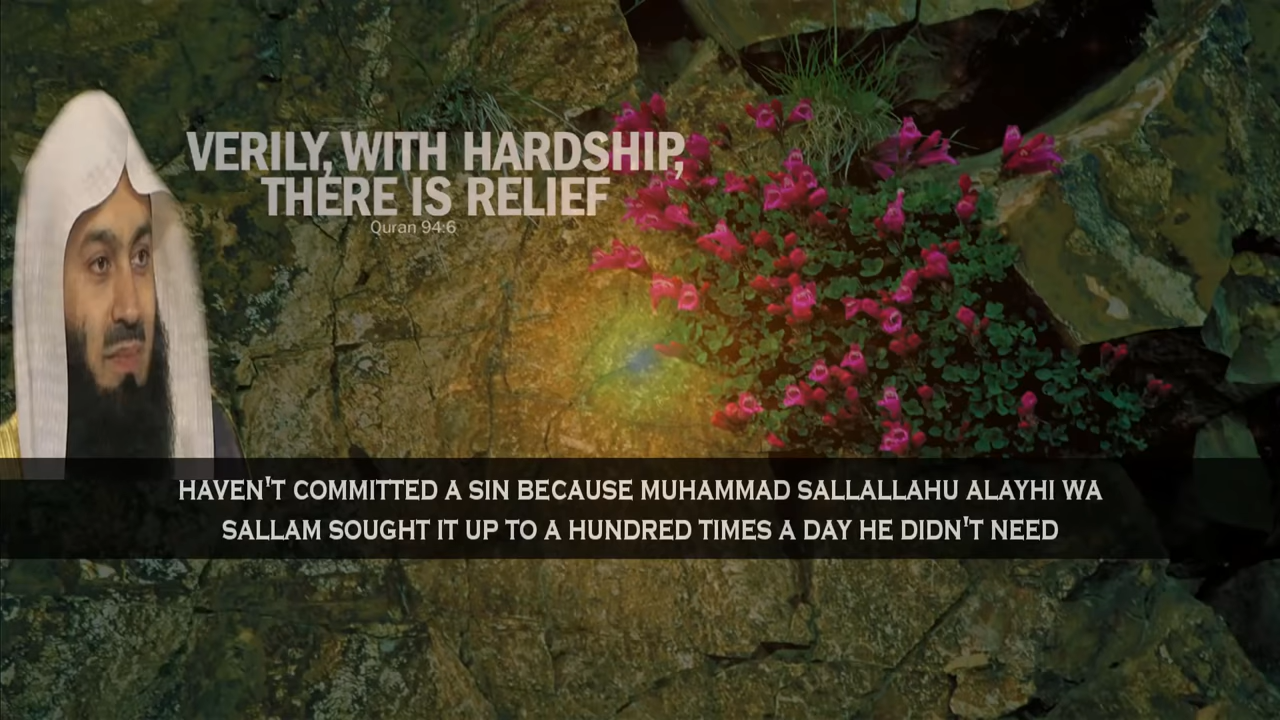 VERILY, WITH HARDSHIP,
THERE IS RELIEF
Quran 94:6
HAVEN'T COMMITTED A SIN BECAUSE MUHAMMAD SALLALLAHU ALAYHI WA
SALLAM SOUGHT IT UP TO A HUNDRED TIMES A DAY HE DIDN'T NEED